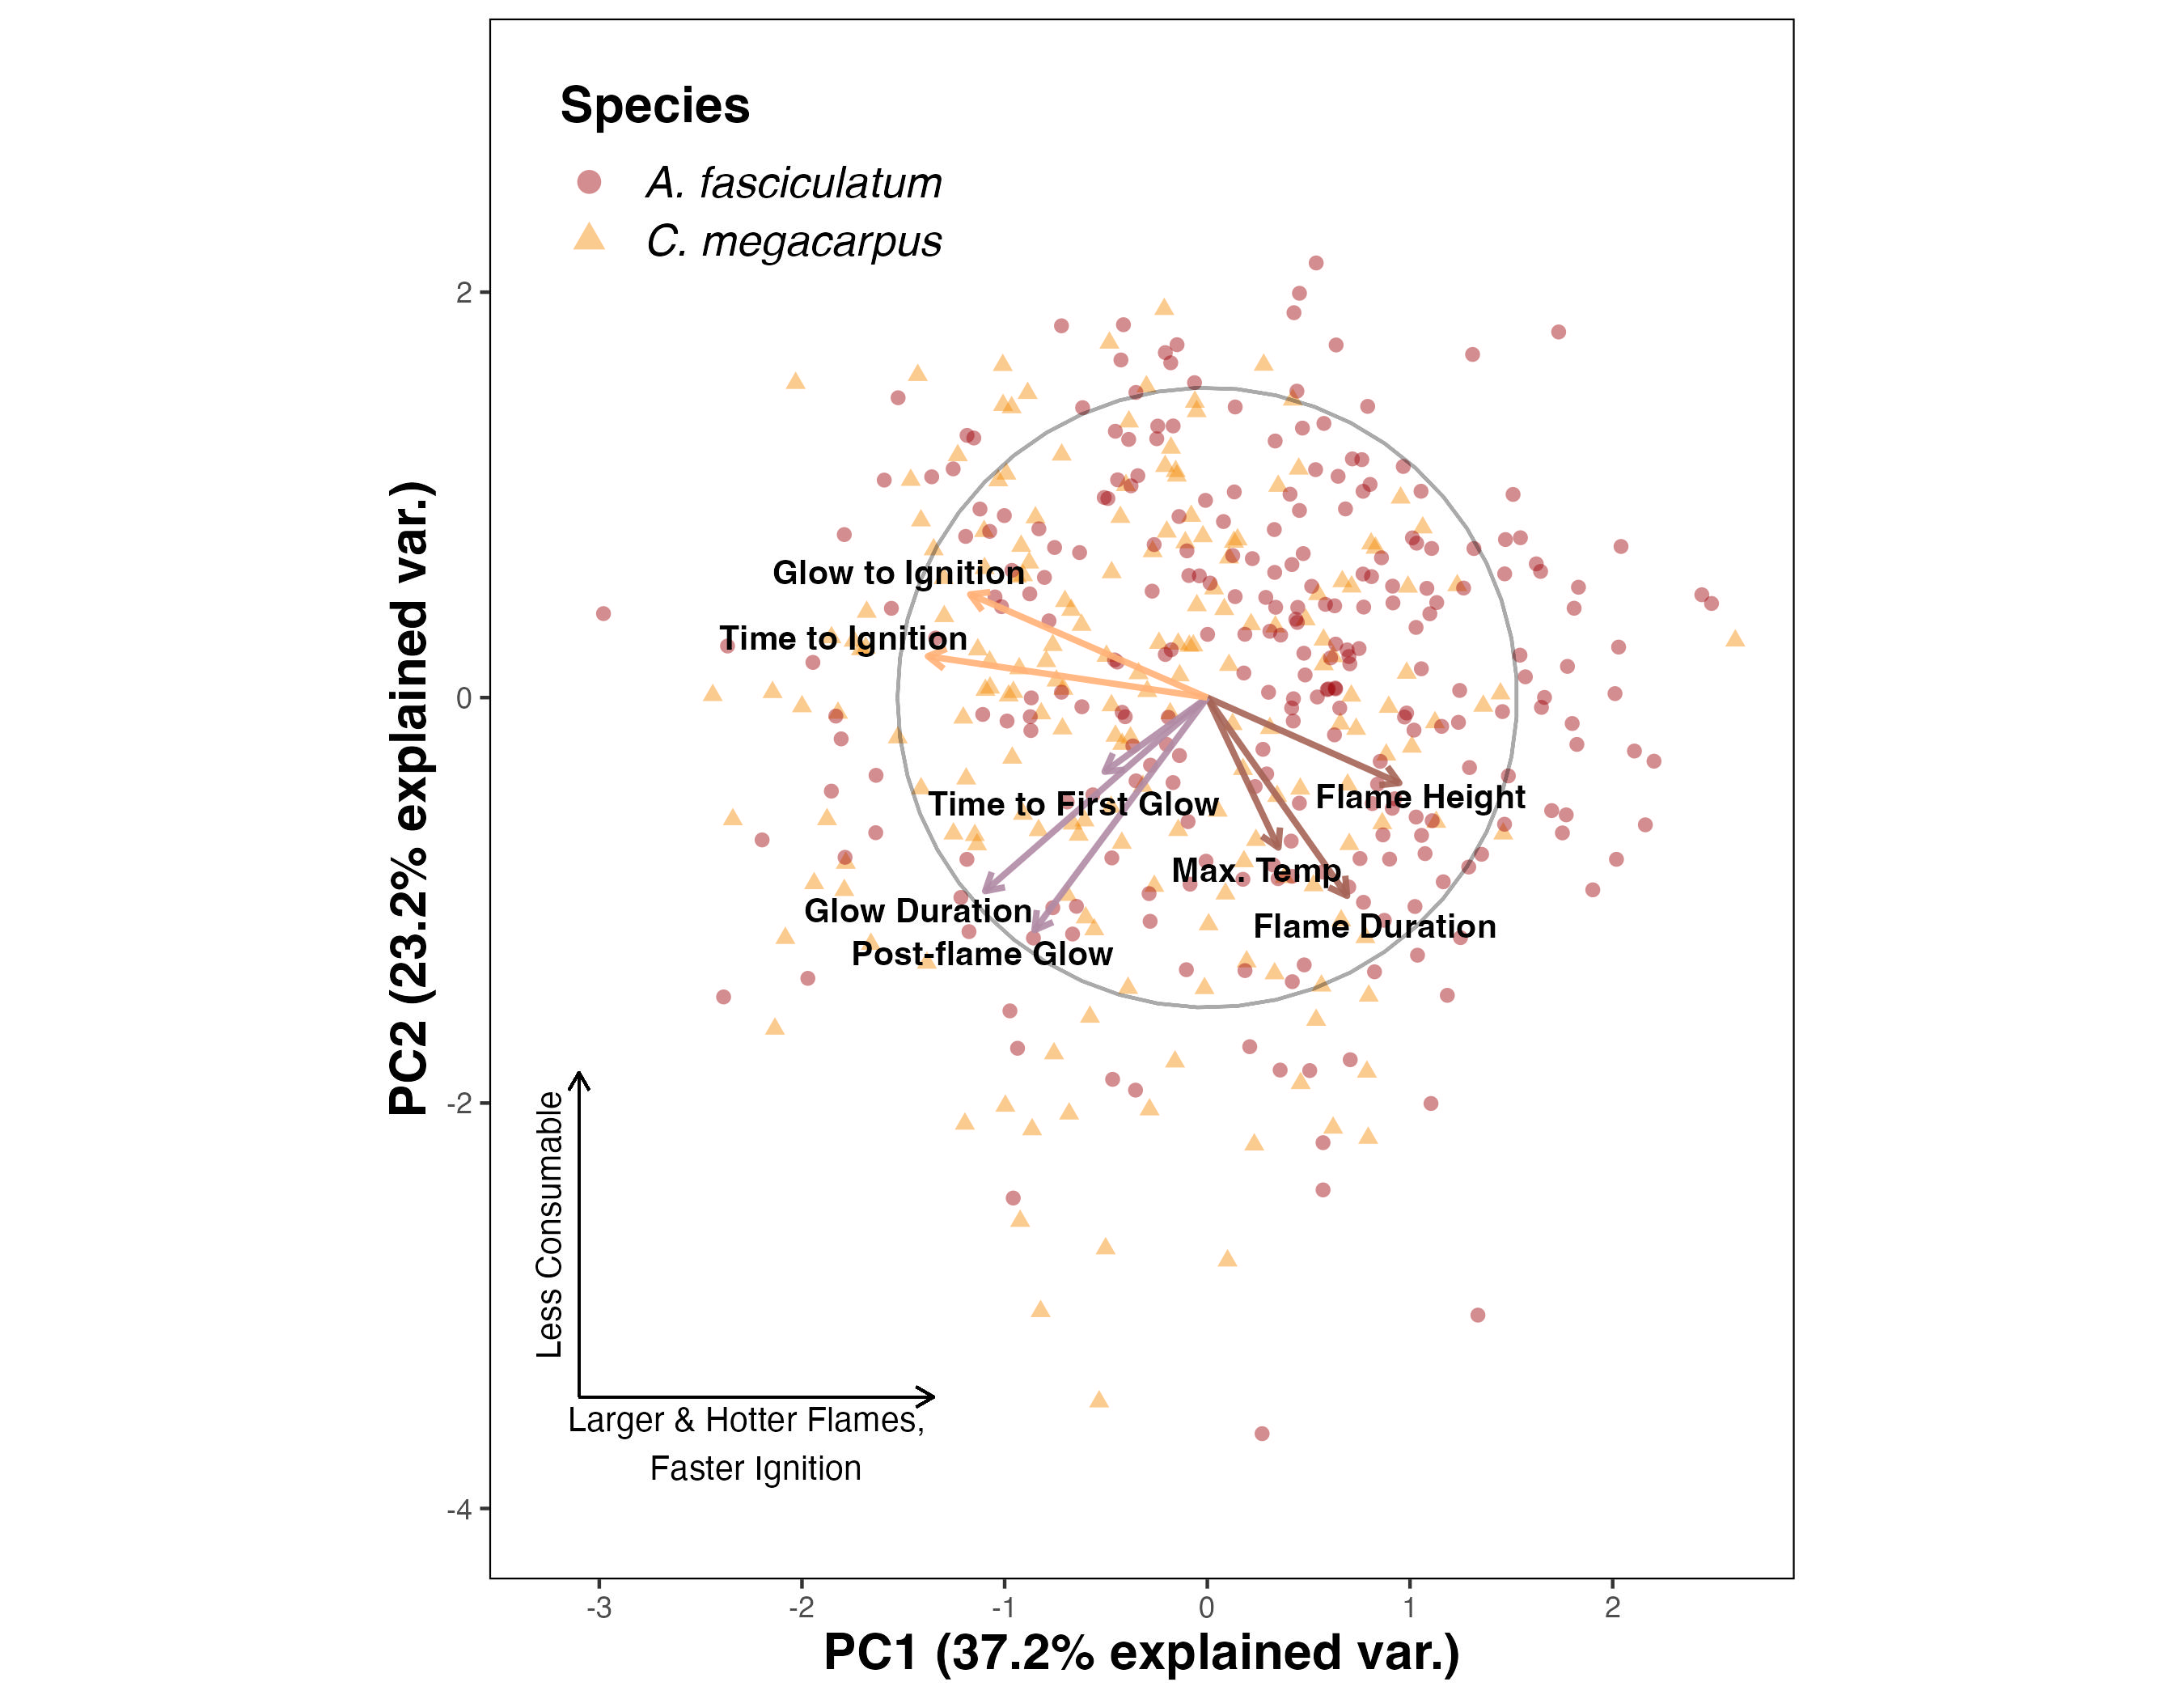 Species
A. fasciculatum
C. megacarpus
2
0
-2
-4
PC2 (23.2% explained var.)
Glow to Ignition
Time to Ignition
Time to First Glow
Flame Height
Max. Temp
Glow Duration
Flame Duration
Post-flame Glow
Less Consumable
Larger & Hotter Flames,
Faster Ignition
-3
-2
-1
0
1
2
PC1 (37.2% explained var.)